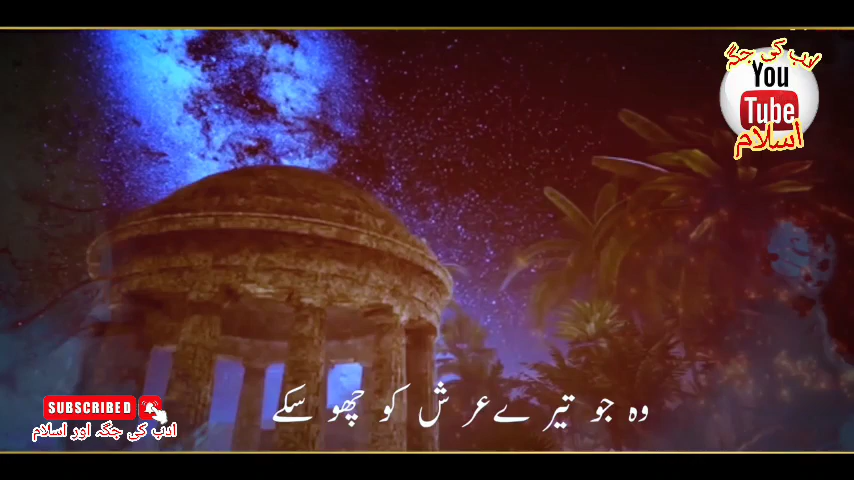 ادب کی جگہ
You
Tube
اسلام
وہ جو تیرے عرش کو چھو سکے
SUBSCRIBED
ادب کی جگہ اور اسلام